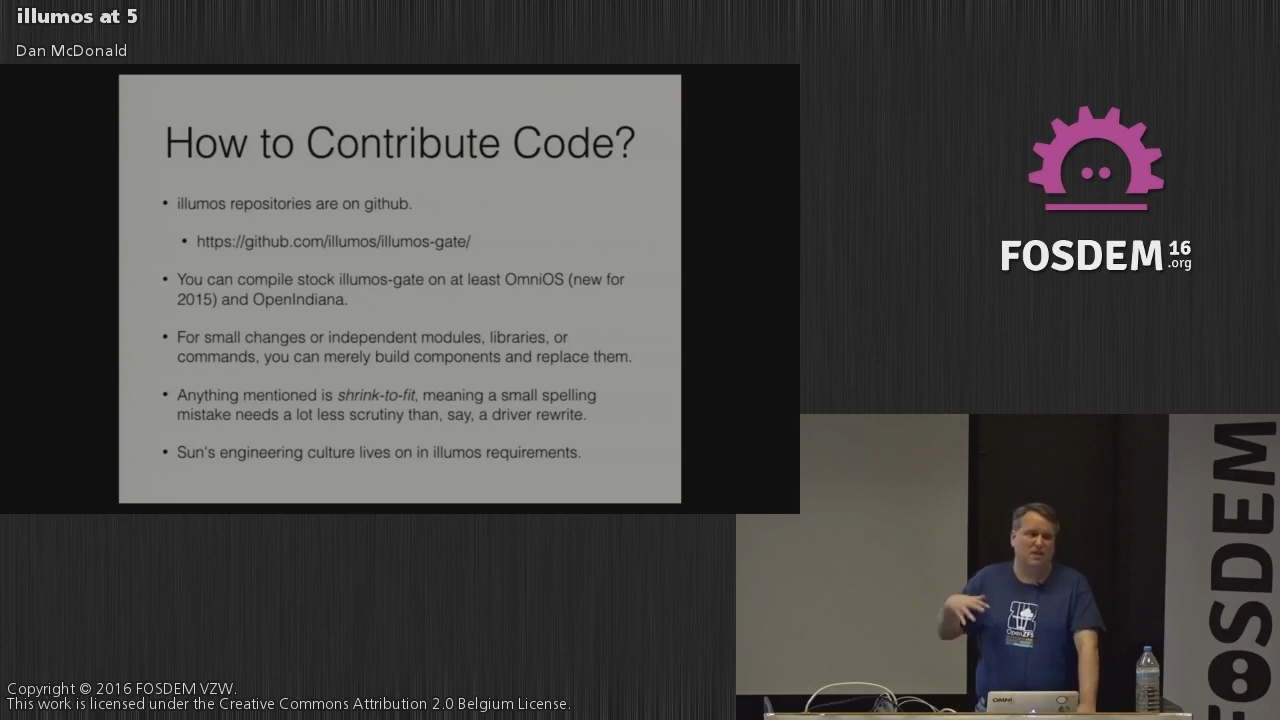 illumos at 5
Dan McDonald
How to Contribute Code?
• illumos repositories are on github.
• https://github.com/illumos/illumos-gate/
• You can compile stock illumos-gate on at least OmniOS (new for
2015) and OpenIndiana.
• For small changes or independent modules, libraries, or
commands, you can merely build components and replace them.
• Anything mentioned is shrink-to-fit, meaning a small spelling
mistake needs a lot less scrutiny than, say, a driver rewrite.
• Sun's engineering culture lives on in illumos requirements.
FOSDEM 16
.org
OpenZFS
OMNI
FOSDEM
Copyright © 2016 FOSDEM VZW.
This work is licensed under the Creative Commons Attribution 2.0 Belgium License.